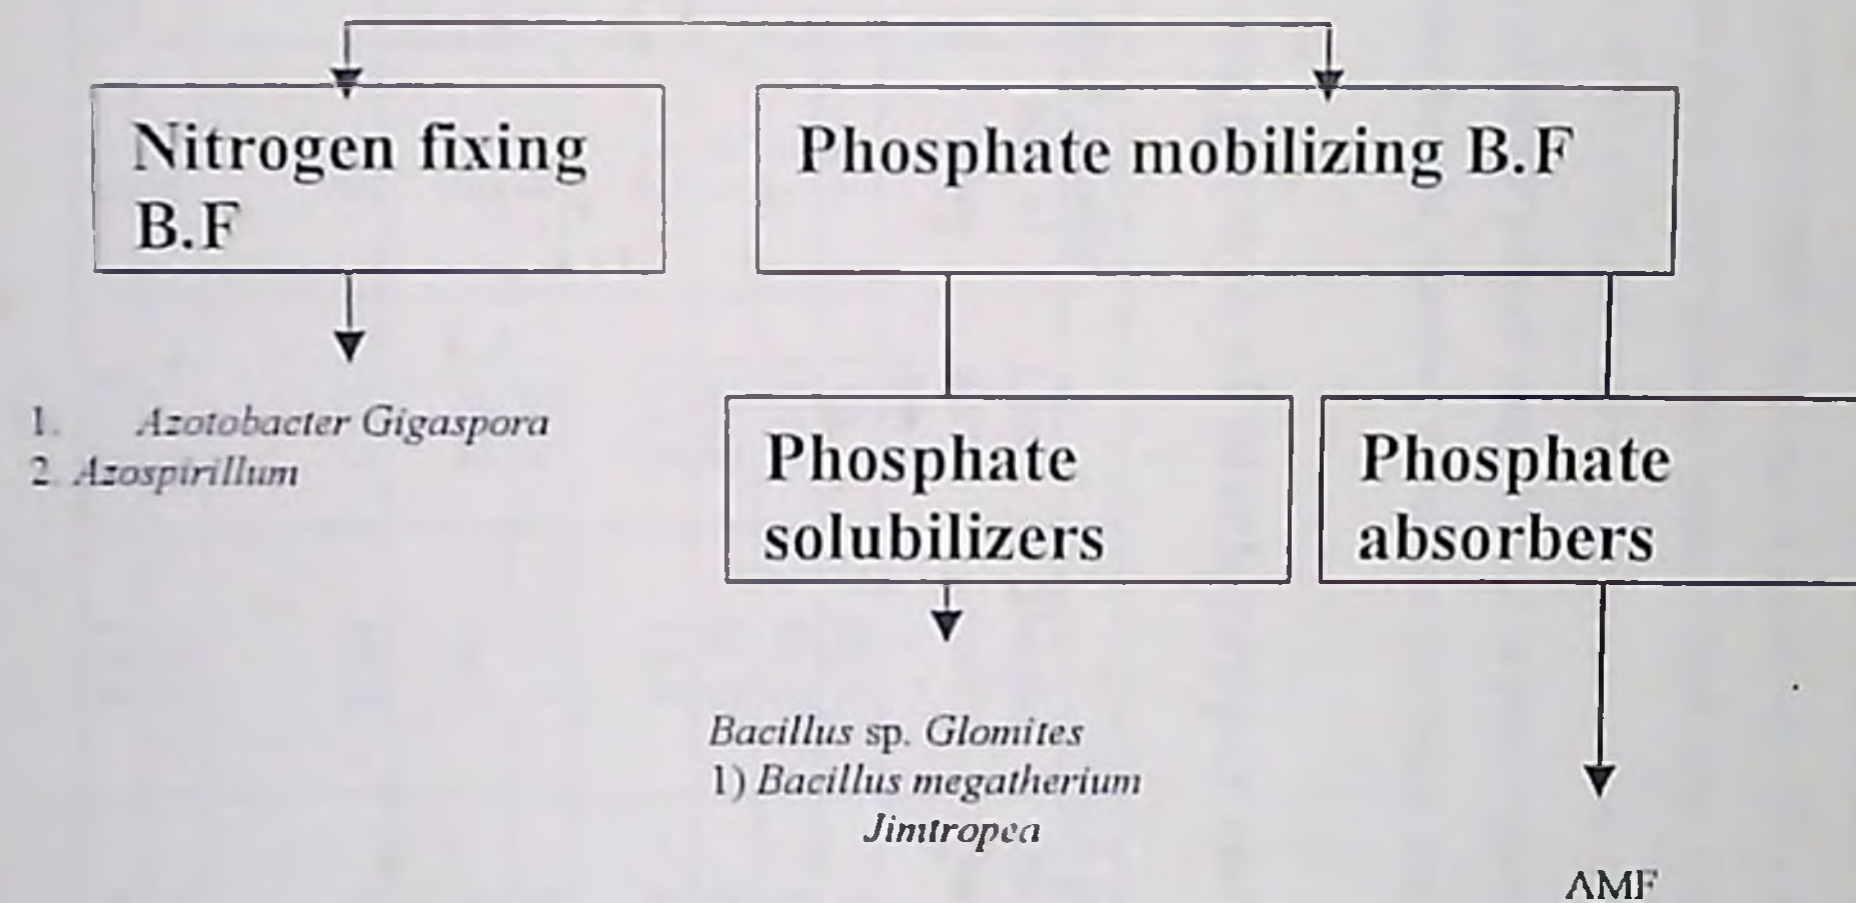 Nitrogen fixing
B.F
Phosphate mobilizing B.F
1. Azotobacter Gigaspora
2. Azospirillum
Phosphate
solubilizers
Phosphate
absorbers
Bacillus sp. Glomites
1) Bacillus megatherium
Jimtropea
AMF